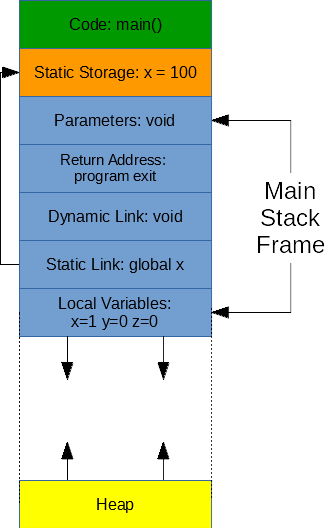 Code: main()
Static Storage: x = 100
Parameters: void
Return Address:
program exit
Dynamic Link: void
Static Link: global x
Local Variables:
x=1 y=0 z=0
Main
Stack
Frame
Heap